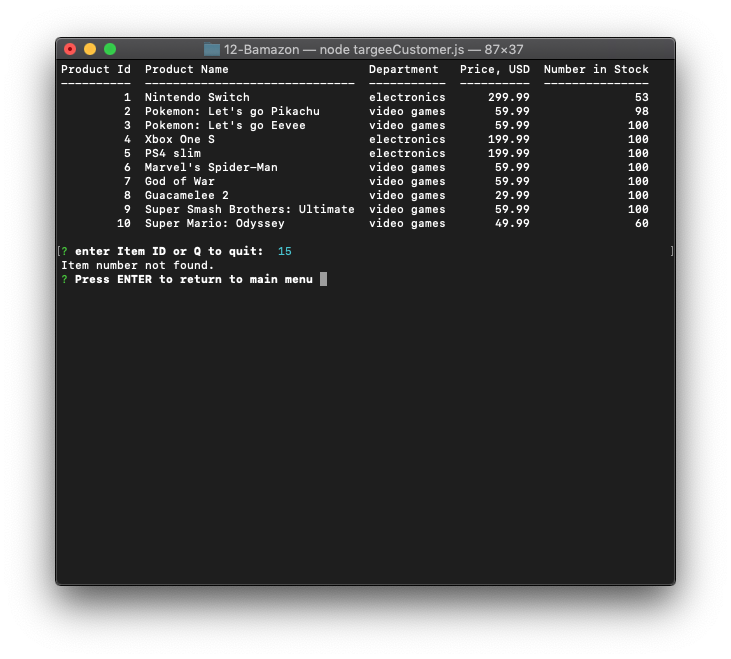 12-Bamazon — node targeeCustomer.js — 87×37
Product Id  Product Name                    Department   Price, USD  Number in Stock
----------  ------------------------------  -----------  ----------  ---------------
         1  Nintendo Switch                 electronics      299.99               53
         2  Pokemon: Let's go Pikachu       video games       59.99               98
         3  Pokemon: Let's go Eevee         video games       59.99              100
         4  Xbox One S                      electronics      199.99              100
         5  PS4 slim                        electronics      199.99              100
         6  Marvel's Spider-Man             video games       59.99              100
         7  God of War                      video games       59.99              100
         8  Guacamelee 2                    video games       29.99              100
         9  Super Smash Brothers: Ultimate  video games       59.99              100
        10  Super Mario: Odyssey            video games       49.99               60
[? enter Item ID or Q to quit:  15 ]
Item number not found.
? Press ENTER to return to main menu